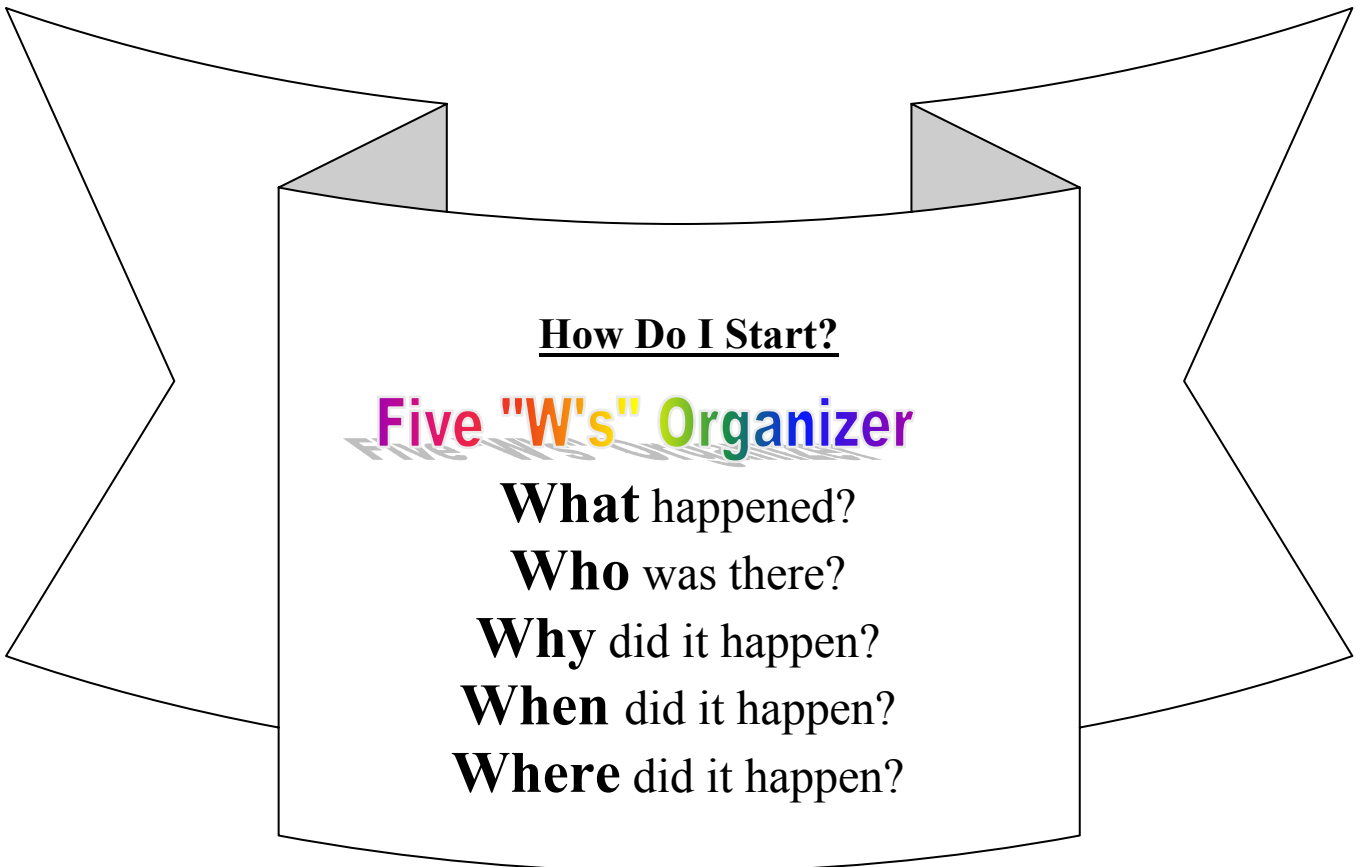 How Do I Start?
Five "W's" Organizer
What happened?
Who was there?
Why did it happen?
When did it happen?
Where did it happen?